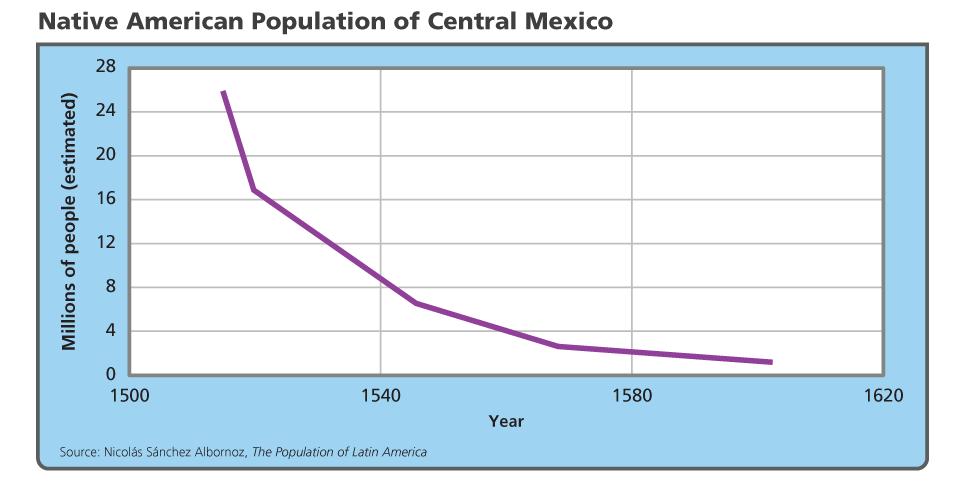 Native American Population of Central Mexico
Millions of people (estimated)
28
24
20
16
12
8
4
0
1500 1540 1580 1620
Year
Source: Nicolás Sánchez Albornoz, The Population of Latin America